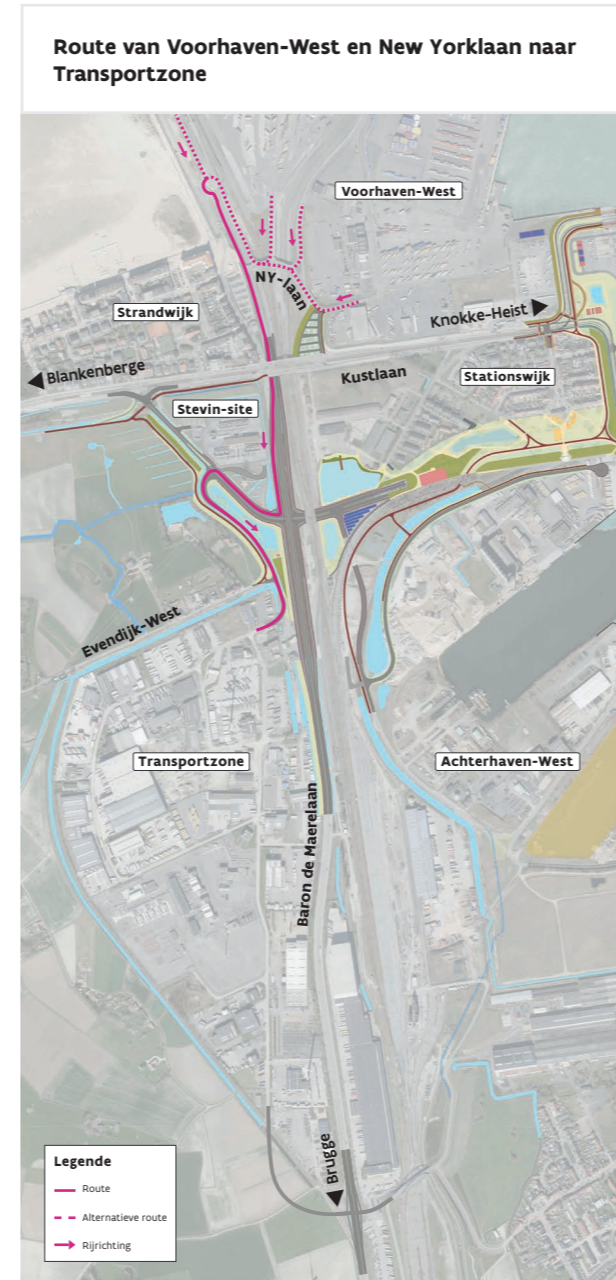 Route van Voorhaven-West en New Yorklaan naar
Transportzone
Voorhaven-West
NY-laan
Strandwijk
Knokke-Heist
Blankenberge
Kustlaan
Stationswijk
Stevin-site
Evendijk-West
Transportzone
Achterhaven-West
Baron de Maerelaan
Brugge
Legende
Route
Alternatieve route
Rijrichting